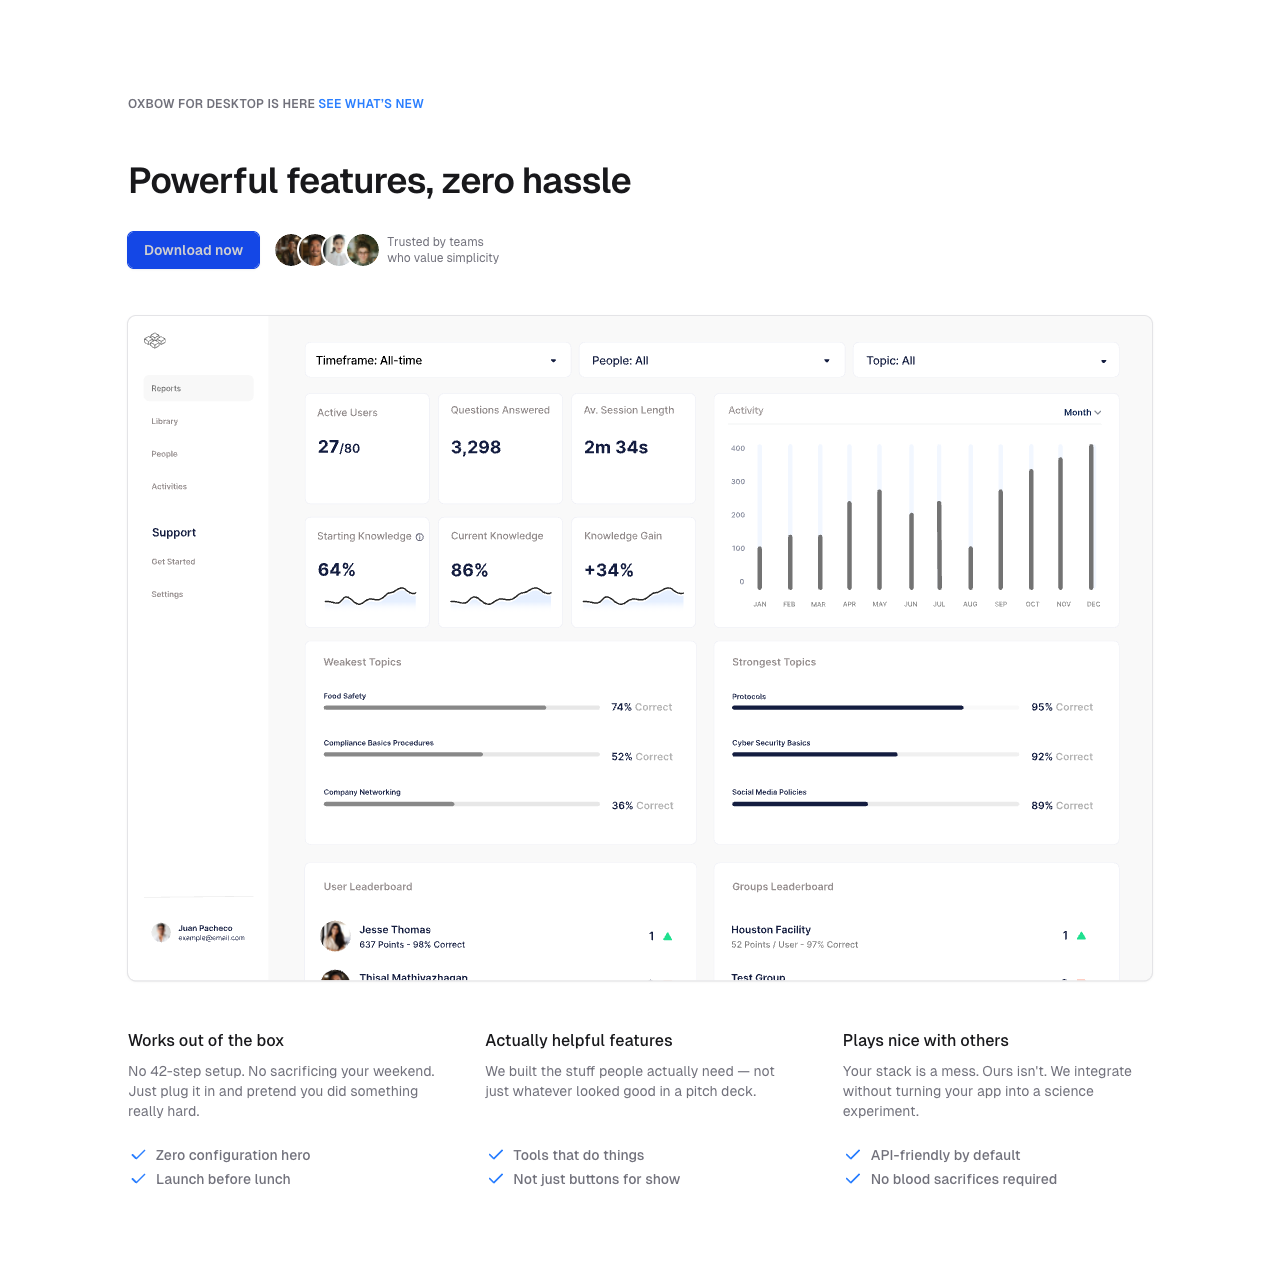 OXBOW FOR DESKTOP IS HERE SEE WHAT'S NEW
Powerful features, zero hassle
Download now
Trusted by teams
who value simplicity
Timeframe: All-time
People: All
Topic: All
Reports
Library
People
Activities
Support
Get Started
Settings
Juan Pacheco
example@email.com
Active Users
27/80
Questions Answered
3,298
Av. Session Length
2m 34s
Starting Knowledge
64%
Current Knowledge
86%
Knowledge Gain
+34%
Activity
Month
400
300
200
100
0
JAN FEB MAR APR MAY JUN JUL AUG SEP OCT NOV DEC
Weakest Topics
Food Safety
74% Correct
Compliance Basics Procedures
52% Correct
Company Networking
36% Correct
Strongest Topics
Protocols
95% Correct
Cyber Security Basics
92% Correct
Social Media Policies
89% Correct
User Leaderboard
Jesse Thomas
637 Points - 98% Correct
1
Thisal Mathiyazhagan
Groups Leaderboard
Houston Facility
52 Points / User - 97% Correct
1
Test Group
Works out of the box
No 42-step setup. No sacrificing your weekend.
Just plug it in and pretend you did something
really hard.
Zero configuration hero
Launch before lunch
Actually helpful features
We built the stuff people actually need — not
just whatever looked good in a pitch deck.
Tools that do things
Not just buttons for show
Plays nice with others
Your stack is a mess. Ours isn't. We integrate
without turning your app into a science
experiment.
API-friendly by default
No blood sacrifices required